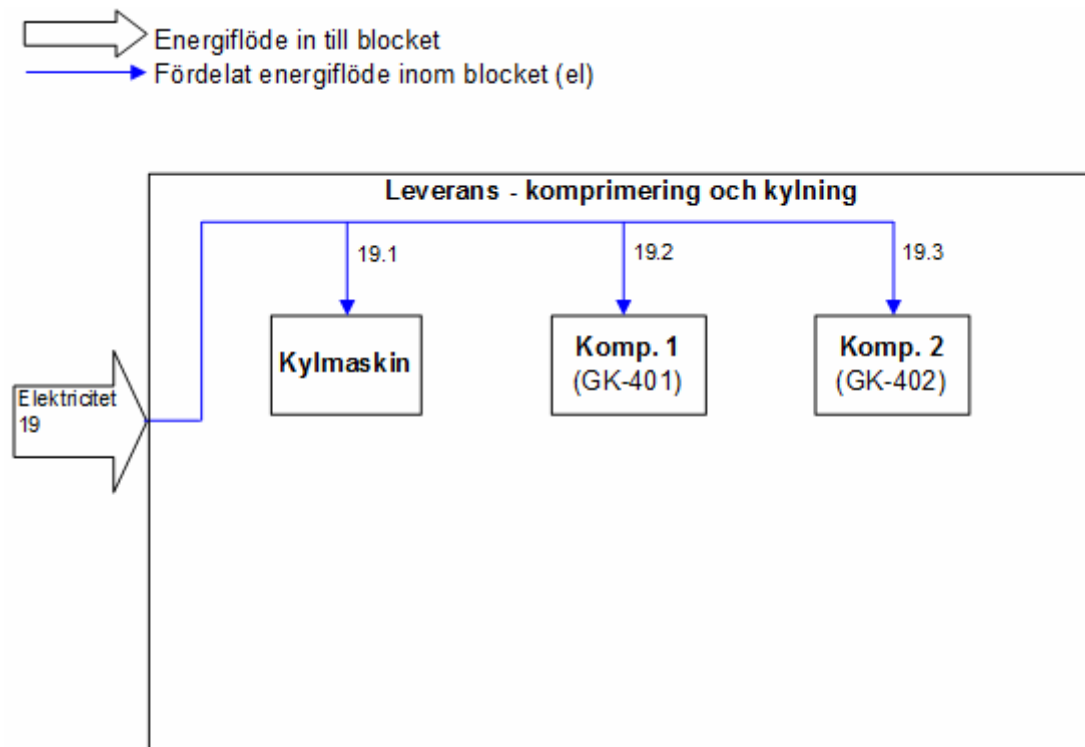 Energiflöde in till blocket
Fördelat energiflöde inom blocket (el)
Leverans - komprimering och kylning
19.1
19.2
19.3
Kylmaskin
Komp. 1
(GK-401)
Komp. 2
(GK-402)
Elektricitet
19